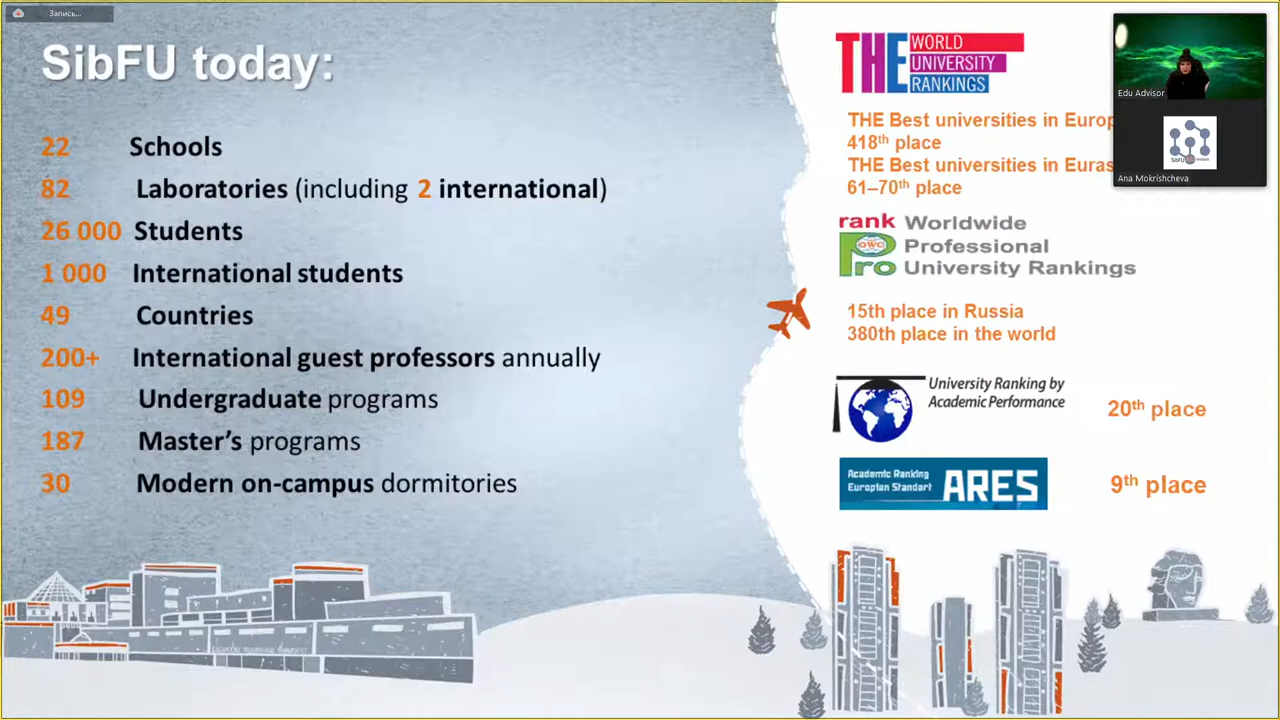 Запись...
SibFU today:
22 Schools
82 Laboratories (including 2 international)
26 000 Students
1 000 International students
49 Countries
200+ International guest professors annually
109 Undergraduate programs
187 Master’s programs
30 Modern on-campus dormitories
THE WORLD
UNIVERSITY
RANKINGS
THE Best universities in Europ
418th place
THE Best universities in Euras
61–70th place
rank Worldwide
Pro GWC Professional
University Rankings
15th place in Russia
380th place in the world
University Ranking by
Academic Performance
20th place
Academic Ranking
Europian Standart ARES
9th place
Edu Advisor
SibFU
Ana Mokrishcheva